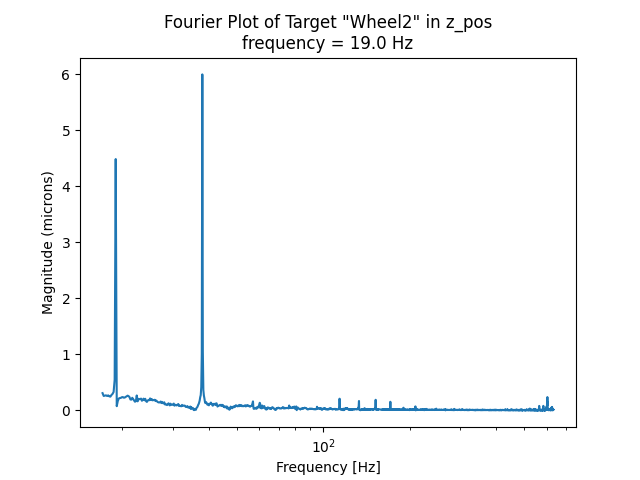 Fourier Plot of Target "Wheel2" in z_pos
frequency = 19.0 Hz
6
5
4
3
2
1
0
Magnitude (microns)
10²
Frequency [Hz]